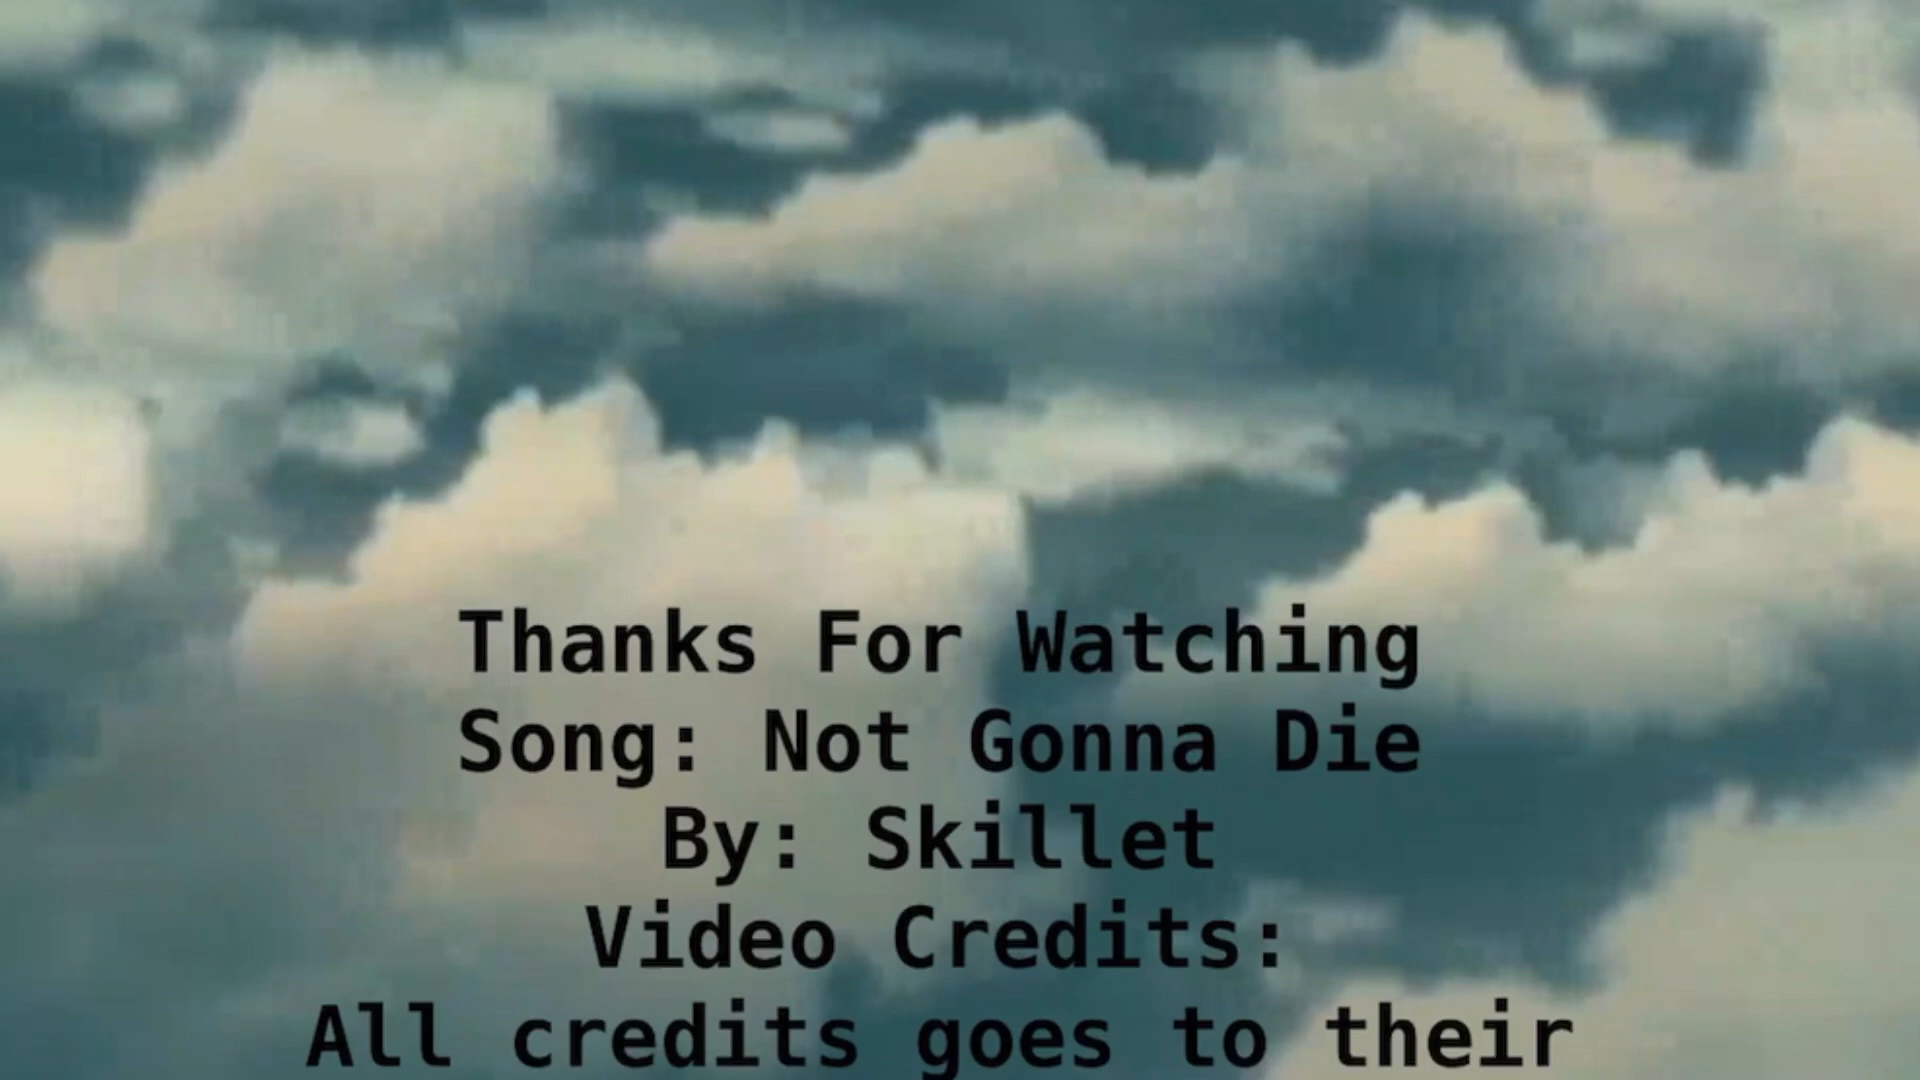 Thanks For Watching
Song: Not Gonna Die
By: Skillet
Video Credits:
All credits goes to their